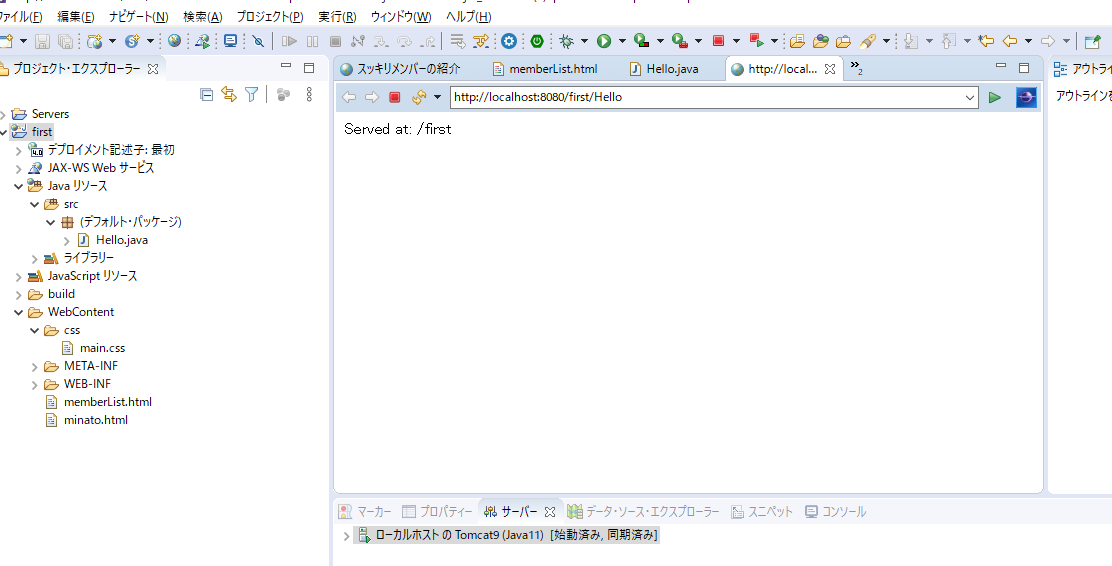 ファイル(F) 編集(E) ナビゲート(N) 検索(A) プロジェクト(P) 実行(R) ウィンドウ(W) ヘルプ(H)
プロジェクト・エクスプローラー
Servers
first
デプロイメント記述子: 最初
JAX-WS Web サービス
Java リソース
src
(デフォルト・パッケージ)
Hello.java
ライブラリー
JavaScript リソース
build
WebContent
css
main.css
META-INF
WEB-INF
memberList.html
minato.html
スッキリメンバーの紹介 memberList.html Hello.java http://local... 2
http://localhost:8080/first/Hello
Served at: /first
アウトライ
アウトラインを
マーカー プロパティー サーバー データ・ソース・エクスプローラー スニペット コンソール
ローカルホスト の Tomcat9 (Java11) [始動済み, 同期済み]